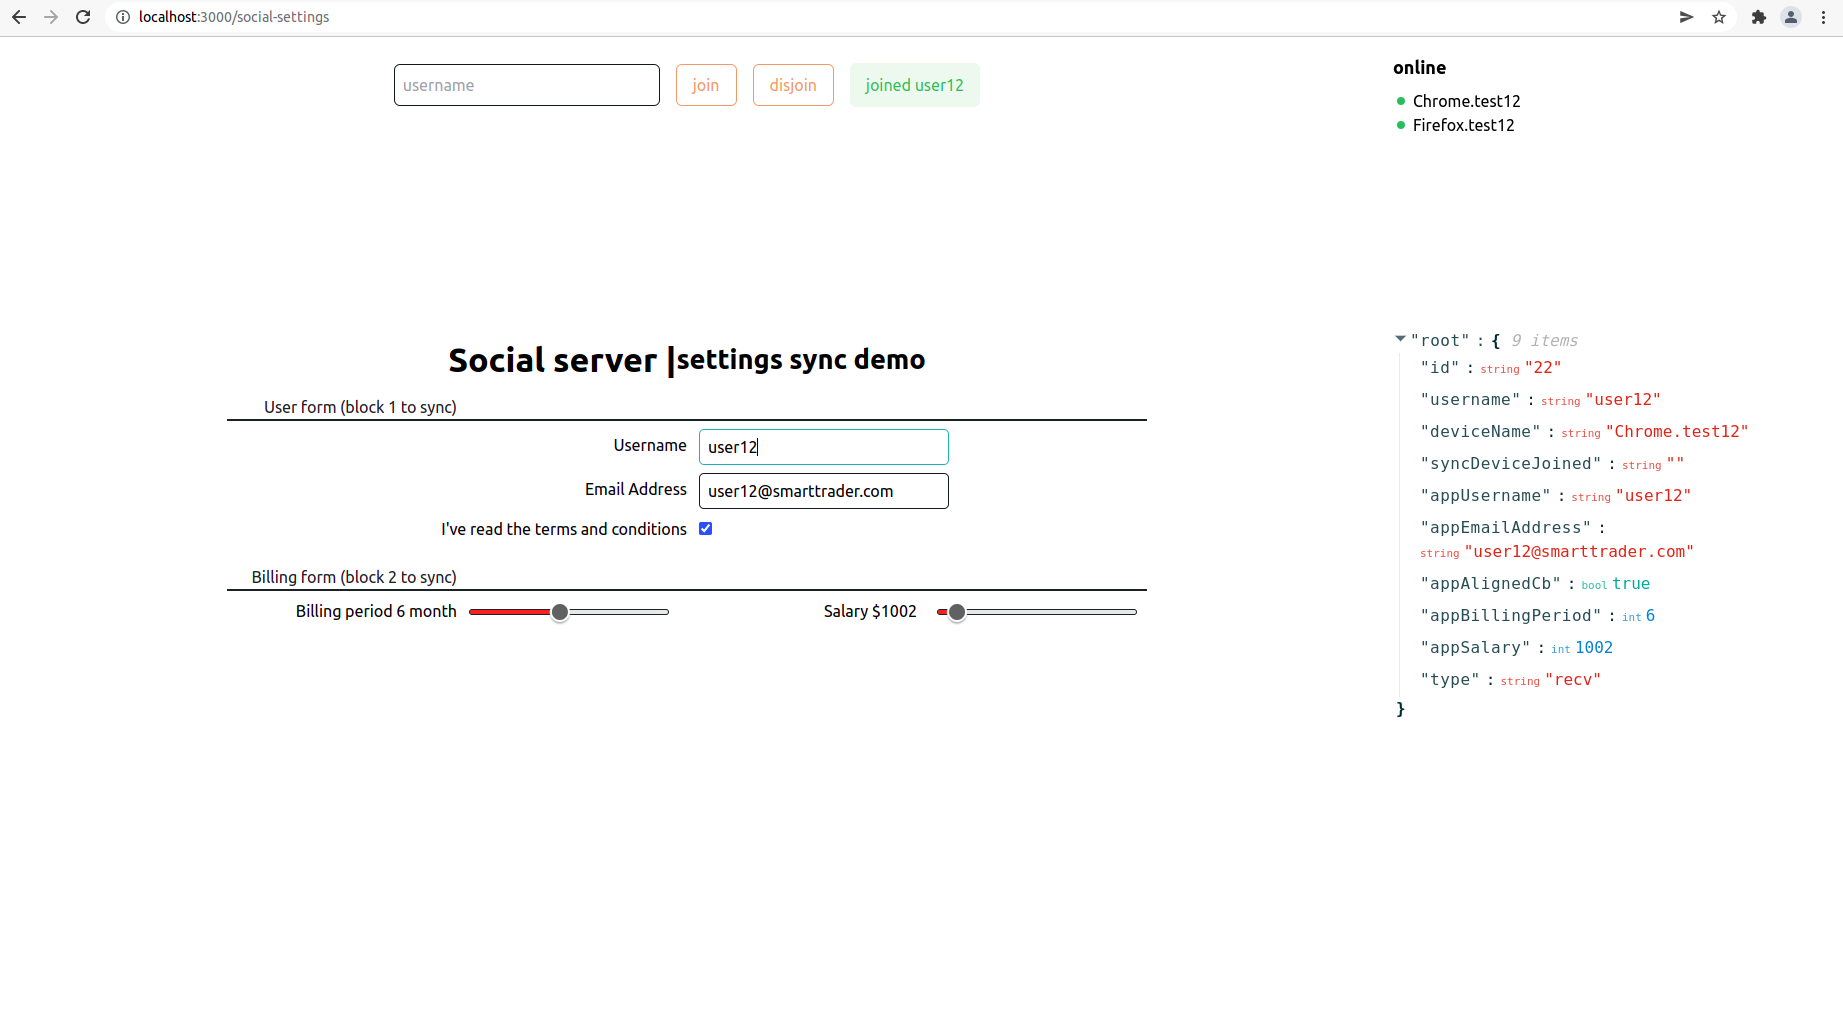 localhost:3000/social-settings
username join disjoin joined user12
online
Chrome.test12
Firefox.test12
Social server |settings sync demo
User form (block 1 to sync)
Username user12
Email Address user12@smarttrader.com
I've read the terms and conditions
Billing form (block 2 to sync)
Billing period 6 month Salary $1002
"root" : { 9 items
"id" : string "22"
"username" : string "user12"
"deviceName" : string "Chrome.test12"
"syncDeviceJoined" : string ""
"appUsername" : string "user12"
"appEmailAddress" :
string "user12@smarttrader.com"
"appAlignedCb" : bool true
"appBillingPeriod" : int 6
"appSalary" : int 1002
"type" : string "recv"
}